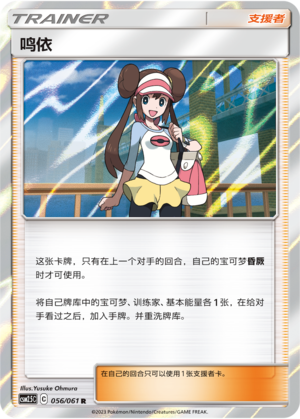 TRAINER
支援者
鸣依
这张卡牌,只有在上一个对手的回合,自己的宝可梦昏厥
时才可使用。
将自己牌库中的宝可梦、训练家、基本能量各1张,在给对
手看过之后,加入手牌。并重洗牌库。
Illus.Yusuke Ohmura
在自己的回合只可以使用1张支援者卡。
CSM1.5C C 056/061 R
©2023 Pokémon/Nintendo/Creatures/GAME FREAK.